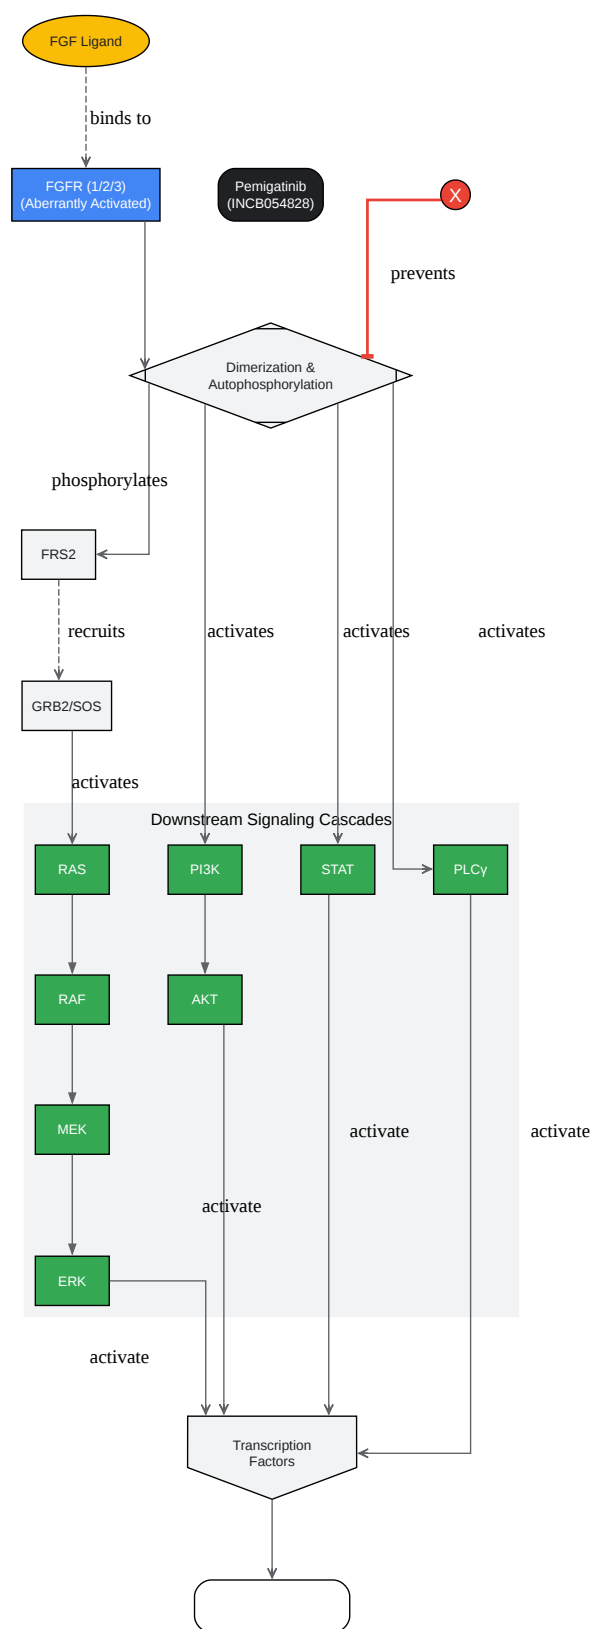 FGF Ligand
binds to
FGFR (1/2/3)
(Aberrantly Activated)
Pemigatinib
(INCB054828)
X
prevents
Dimerization &
Autophosphorylation
phosphorylates
FRS2
recruits
activates
activates
activates
GRB2/SOS
activates
Downstream Signaling Cascades
RAS
PI3K
STAT
PLCγ
RAF
AKT
MEK
activate
activate
activate
ERK
activate
Transcription
Factors